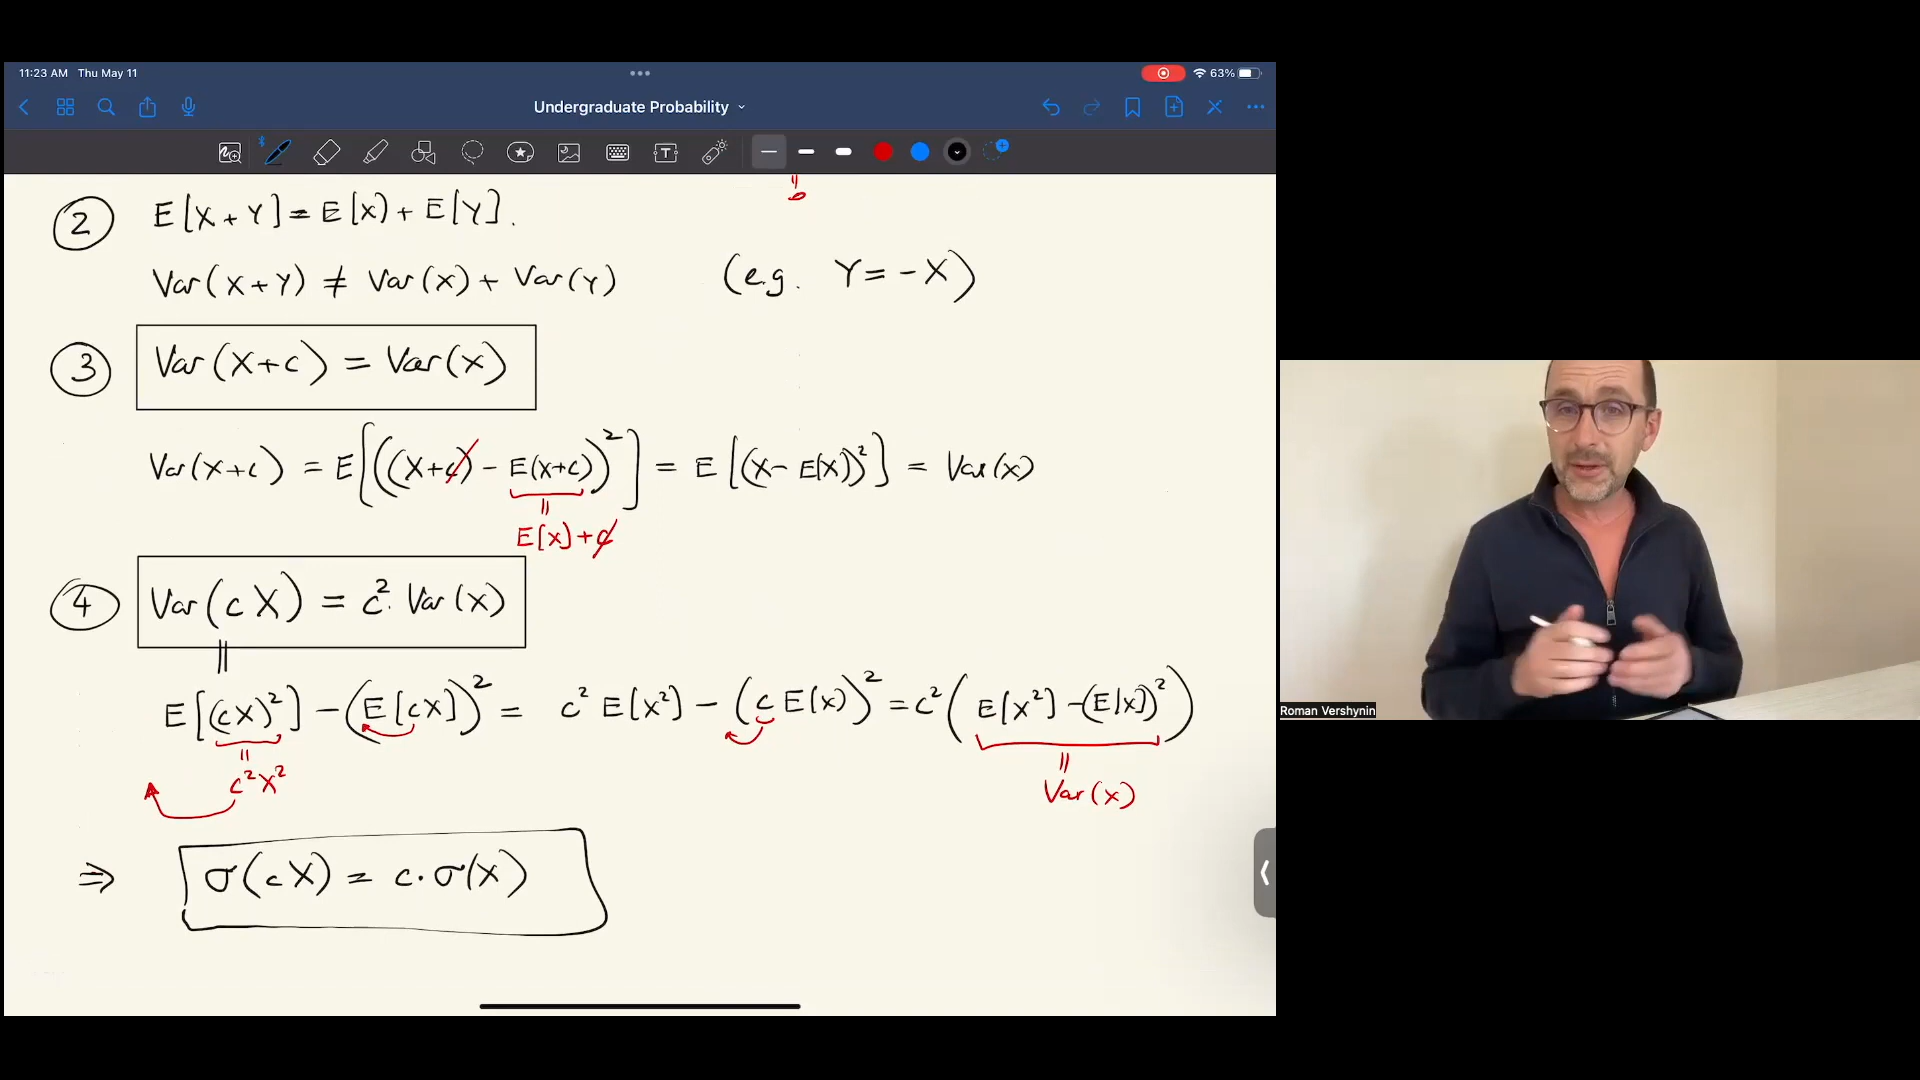 11:23 AM Thu May 11
63%
Undergraduate Probability
T
② E[X+Y] = E[X] + E[Y].
Var(X+Y) ≠ Var(X) + Var(Y) (e.g. Y = -X)
③ Var(X+c) = Var(X)
Var(X+c) = E[((X+c) - E(X+c))²] = E[(X - E(X))²] = Var(X)
||
E[X] + c
④ Var(cX) = c². Var(X)
||
E[(cX)²] - (E[cX])² = c² E[X²] - (c E(X))² = c² (E[X²] - (E[X])²)
|| ||
c²X² Var(X)
⇒ σ(cX) = c·σ(X)
Roman Vershynin